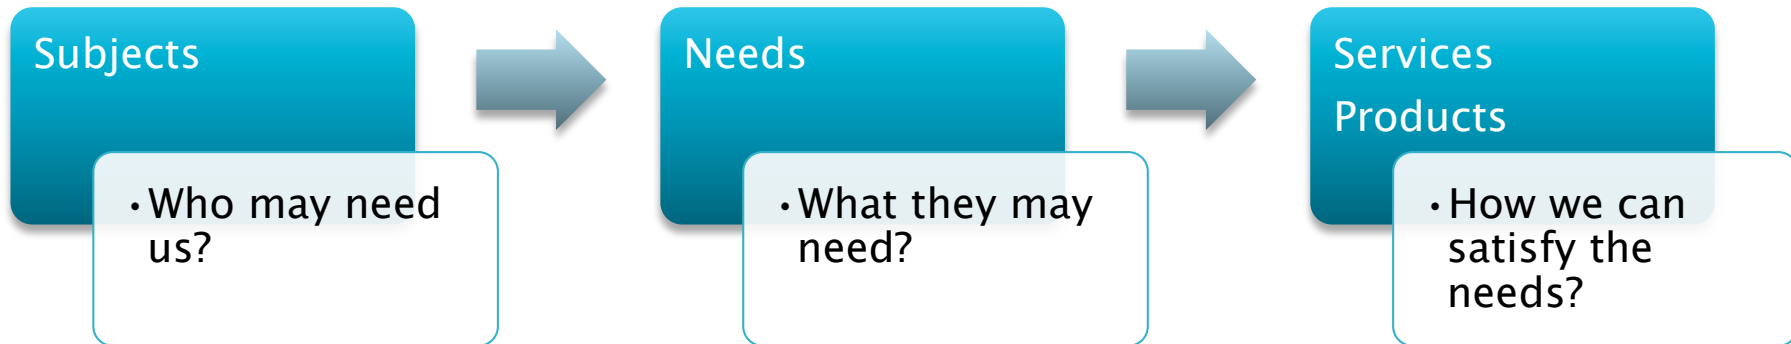 Subjects
•Who may need
us?
Needs
•What they may
need?
Services
Products
•How we can
satisfy the
needs?